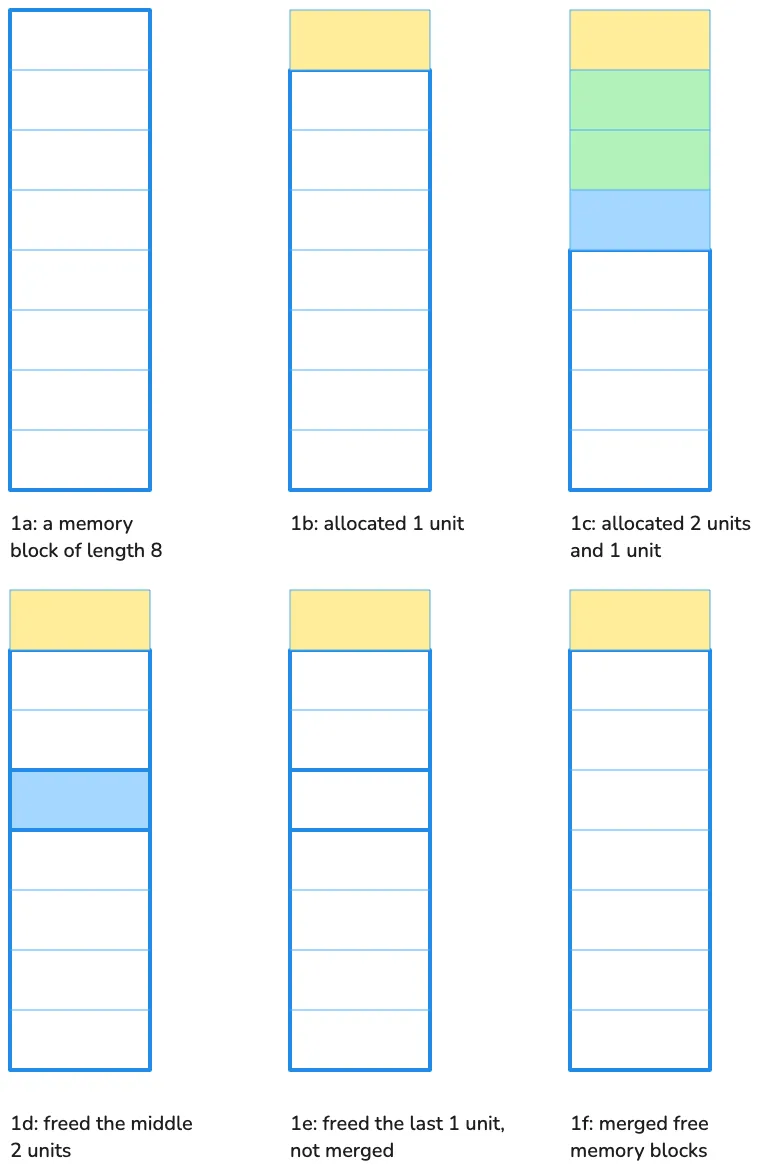 1a: a memory
block of length 8
1b: allocated 1 unit
1c: allocated 2 units
and 1 unit
1d: freed the middle
2 units
1e: freed the last 1 unit,
not merged
1f: merged free
memory blocks